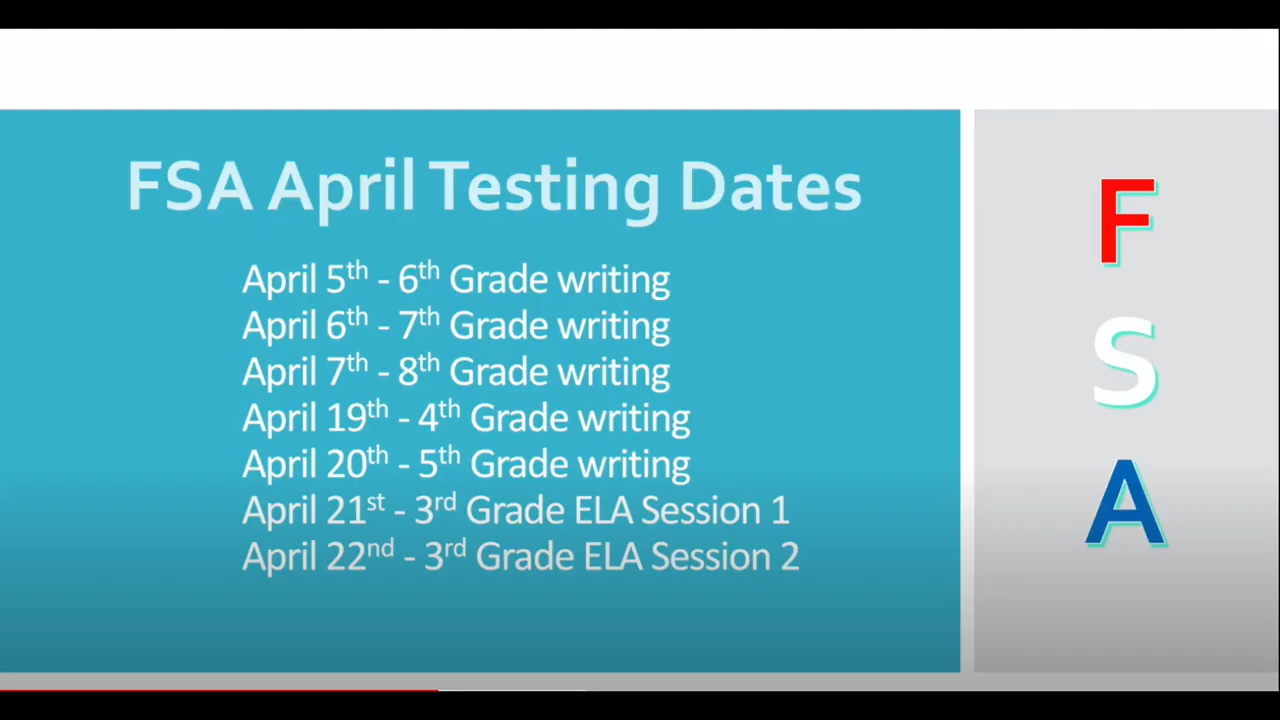 FSA April Testing Dates
April 5th - 6th Grade writing
April 6th - 7th Grade writing
April 7th - 8th Grade writing
April 19th - 4th Grade writing
April 20th - 5th Grade writing
April 21st - 3rd Grade ELA Session 1
April 22nd - 3rd Grade ELA Session 2
F
S
A